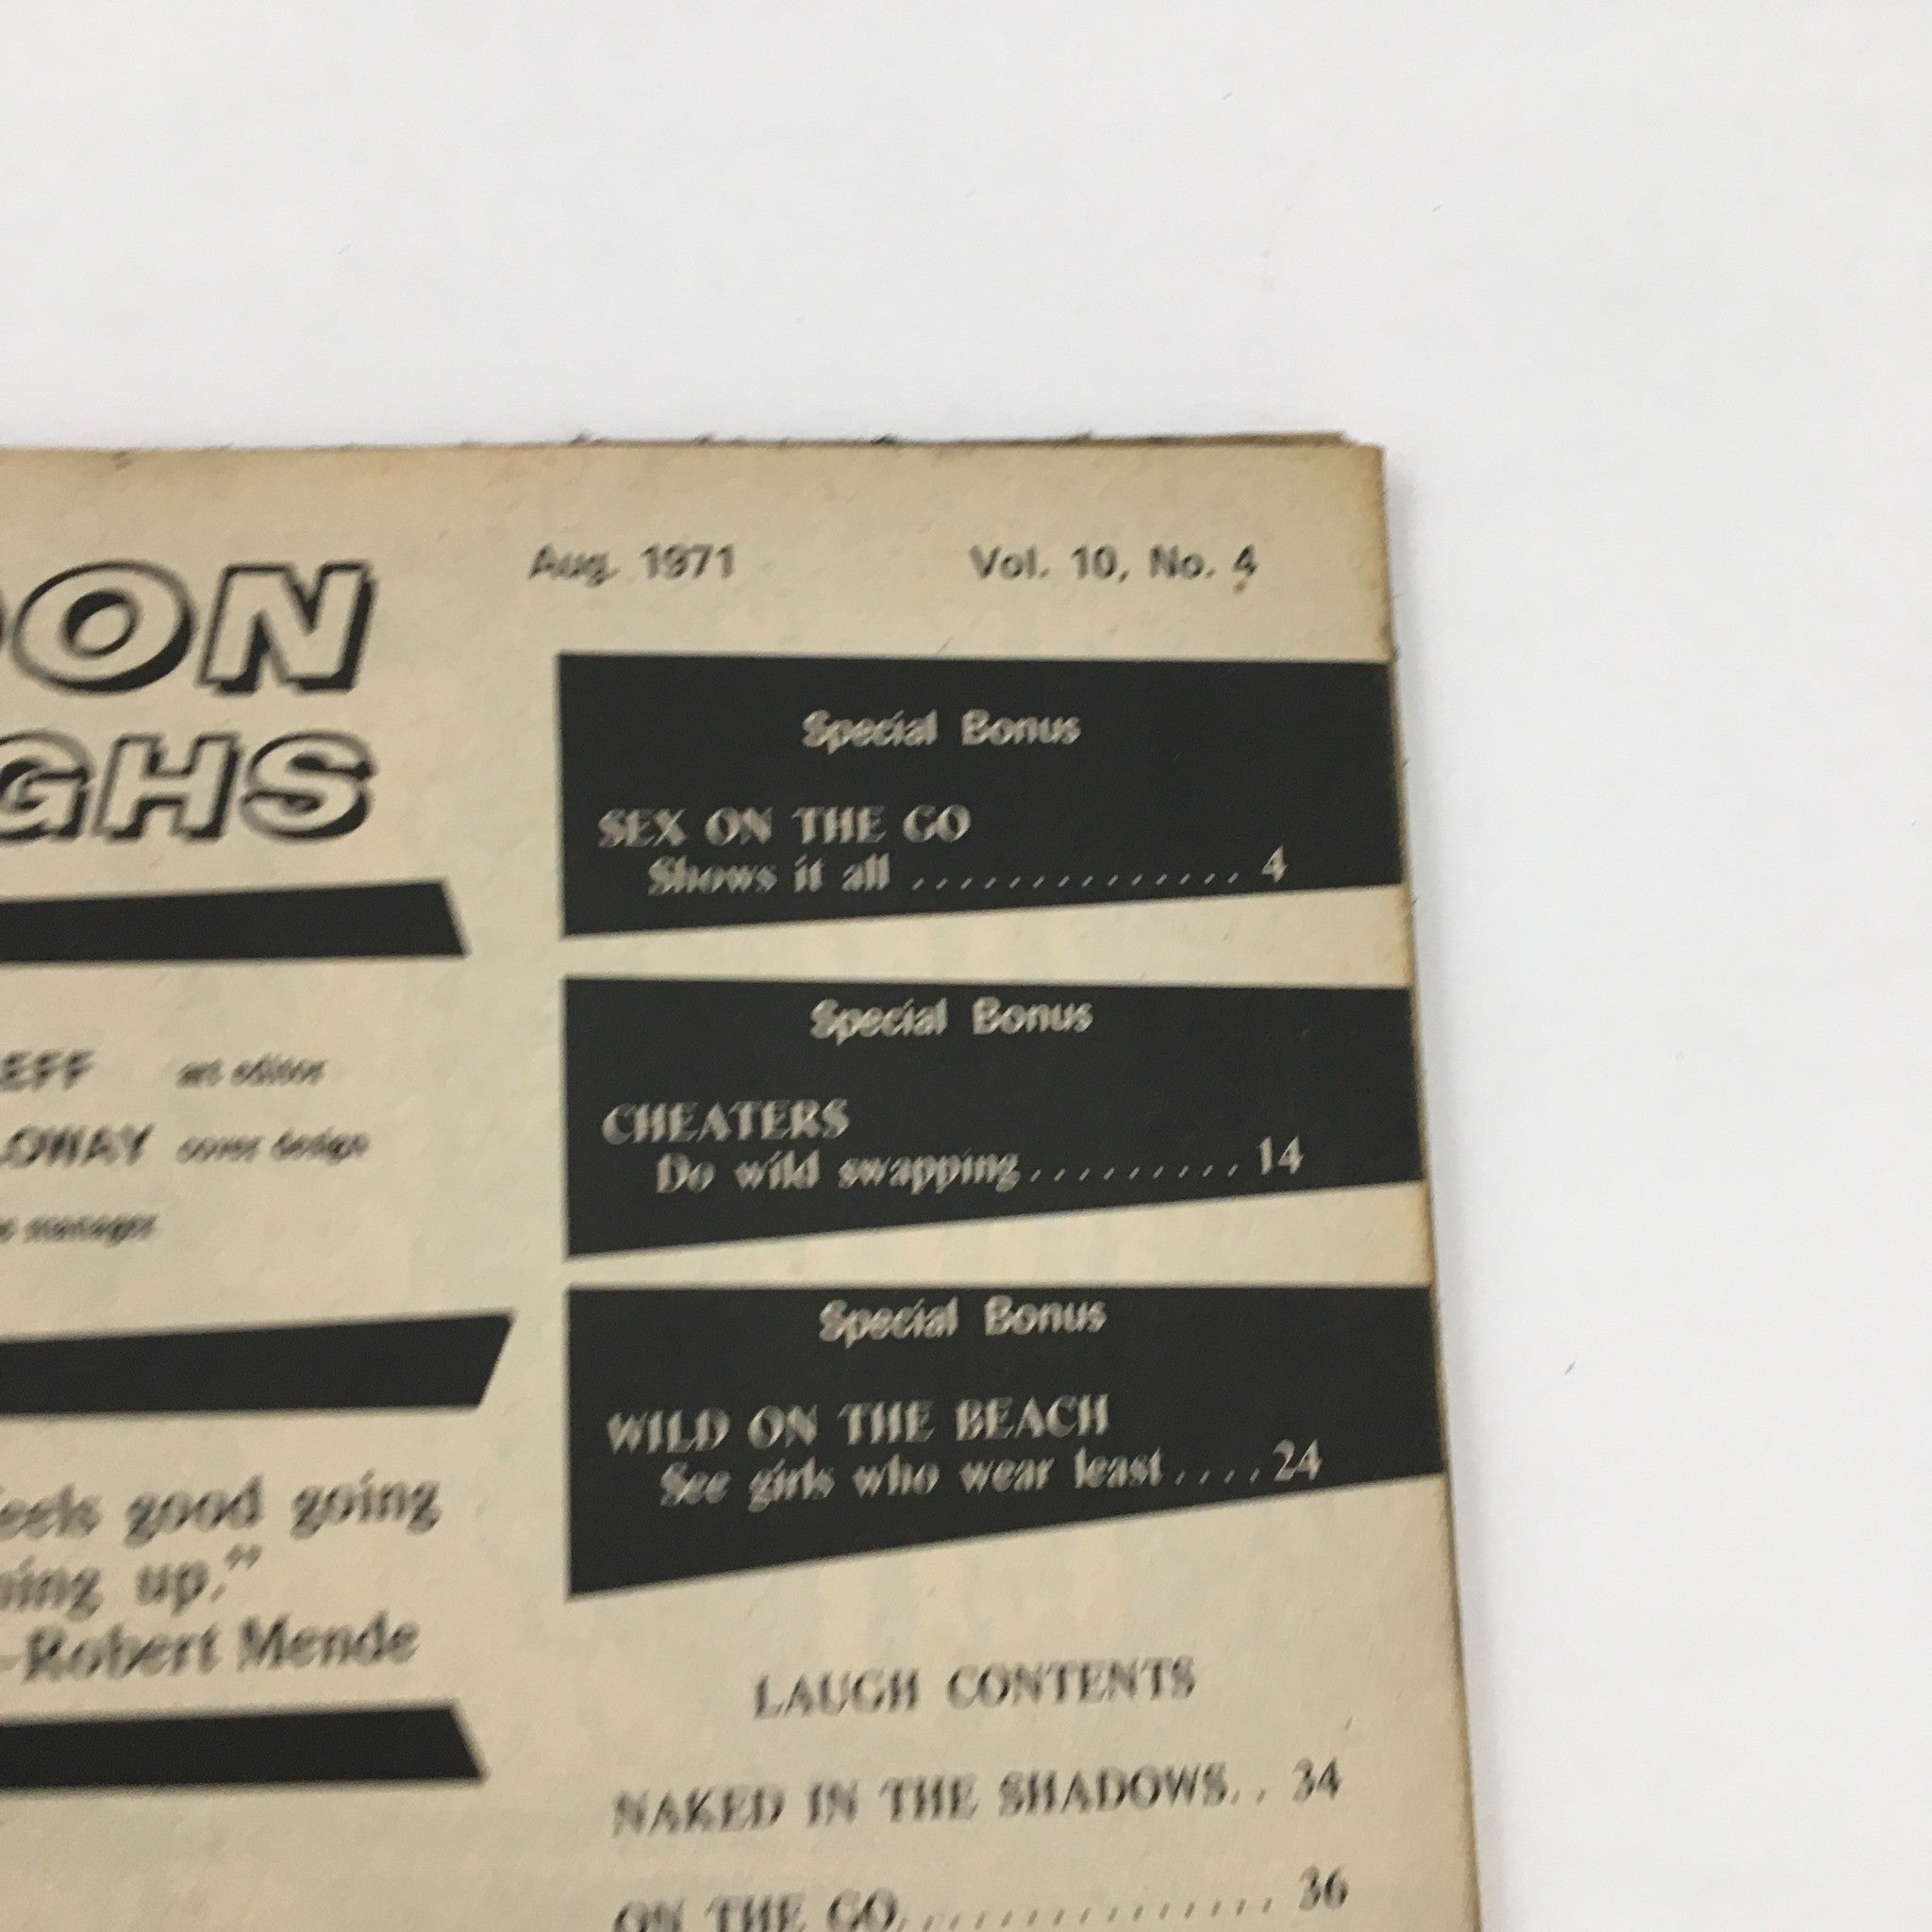 OON
GHS
EFF art editor
LOWAY cover design
manager
eels good going
ning up."
-Robert Mende
Aug. 1971 Vol. 10, No. 4
Special Bonus
SEX ON THE GO
Shows it all .............. 4
Special Bonus
CHEATERS
Do wild swapping......... 14
Special Bonus
WILD ON THE BEACH
See girls who wear least .... 24
LAUGH CONTENTS
NAKED IN THE SHADOWS.. 34
ON THE GO............... 36